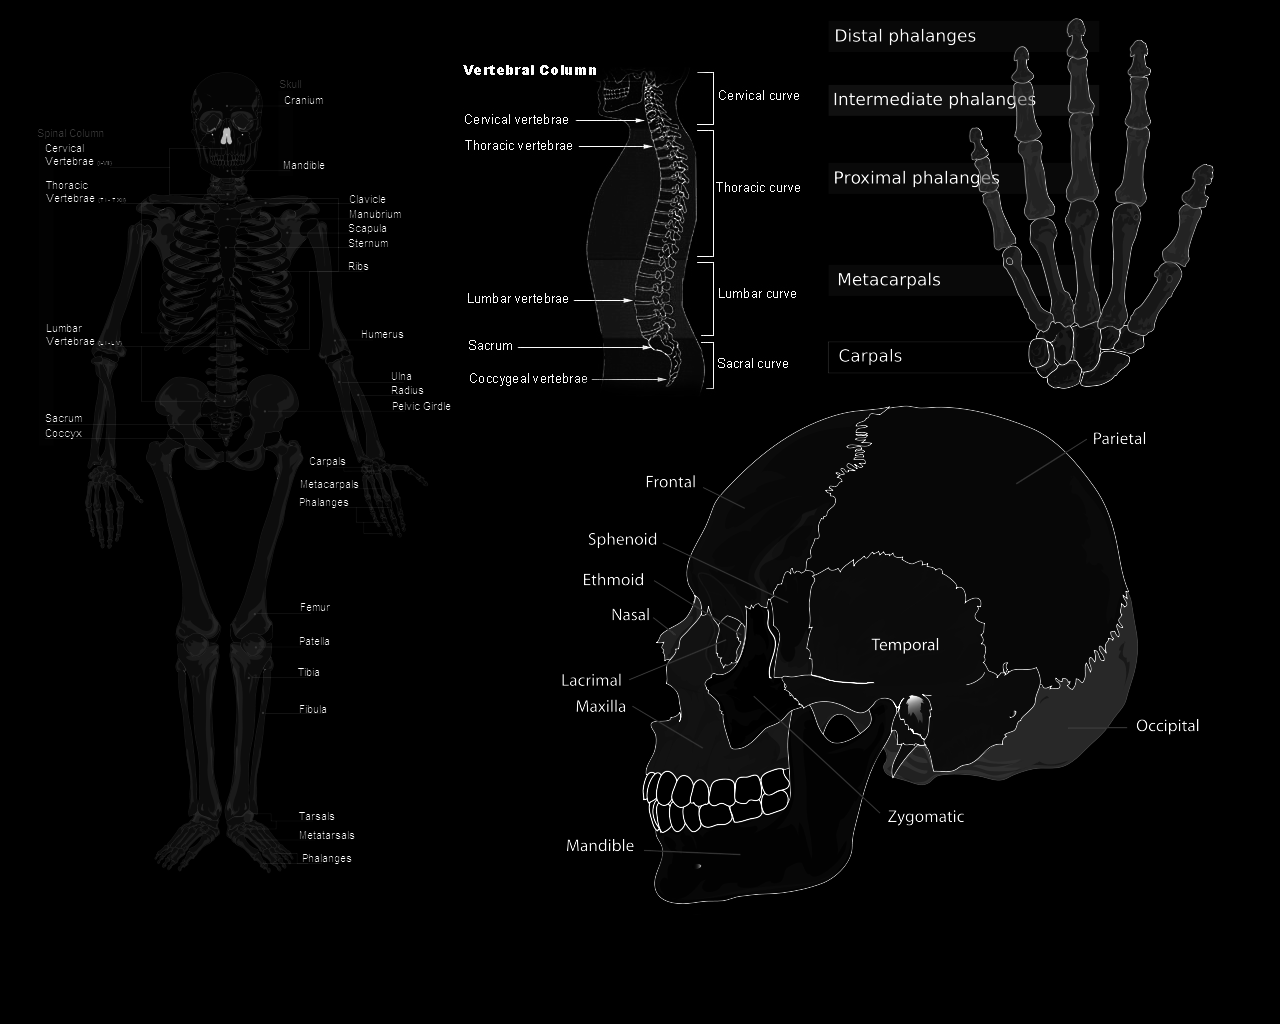 Skull
Cranium
Spinal Column
Cervical
Vertebrae
Mandible
Thoracic
Vertebrae
Clavicle
Manubrium
Scapula
Sternum
Ribs
Lumbar
Vertebrae
Humerus
Ulna
Radius
Pelvic Girdle
Sacrum
Coccyx
Carpals
Metacarpals
Phalanges
Femur
Patella
Tibia
Fibula
Tarsals
Metatarsals
Phalanges
Vertebral Column
Cervical curve
Cervical vertebrae
Thoracic vertebrae
Thoracic curve
Lumbar vertebrae
Lumbar curve
Sacrum
Sacral curve
Coccygeal vertebrae
Distal phalanges
Intermediate phalanges
Proximal phalanges
Metacarpals
Carpals
Parietal
Frontal
Sphenoid
Ethmoid
Nasal
Temporal
Lacrimal
Maxilla
Occipital
Zygomatic
Mandible